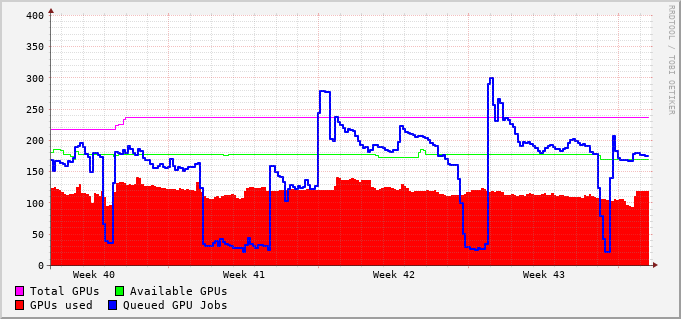 400
350
300
250
200
150
100
50
0
Week 40 Week 41 Week 42 Week 43
Total GPUs Available GPUs
GPUs used Queued GPU Jobs
RRDTOOL / TOBI OETIKER